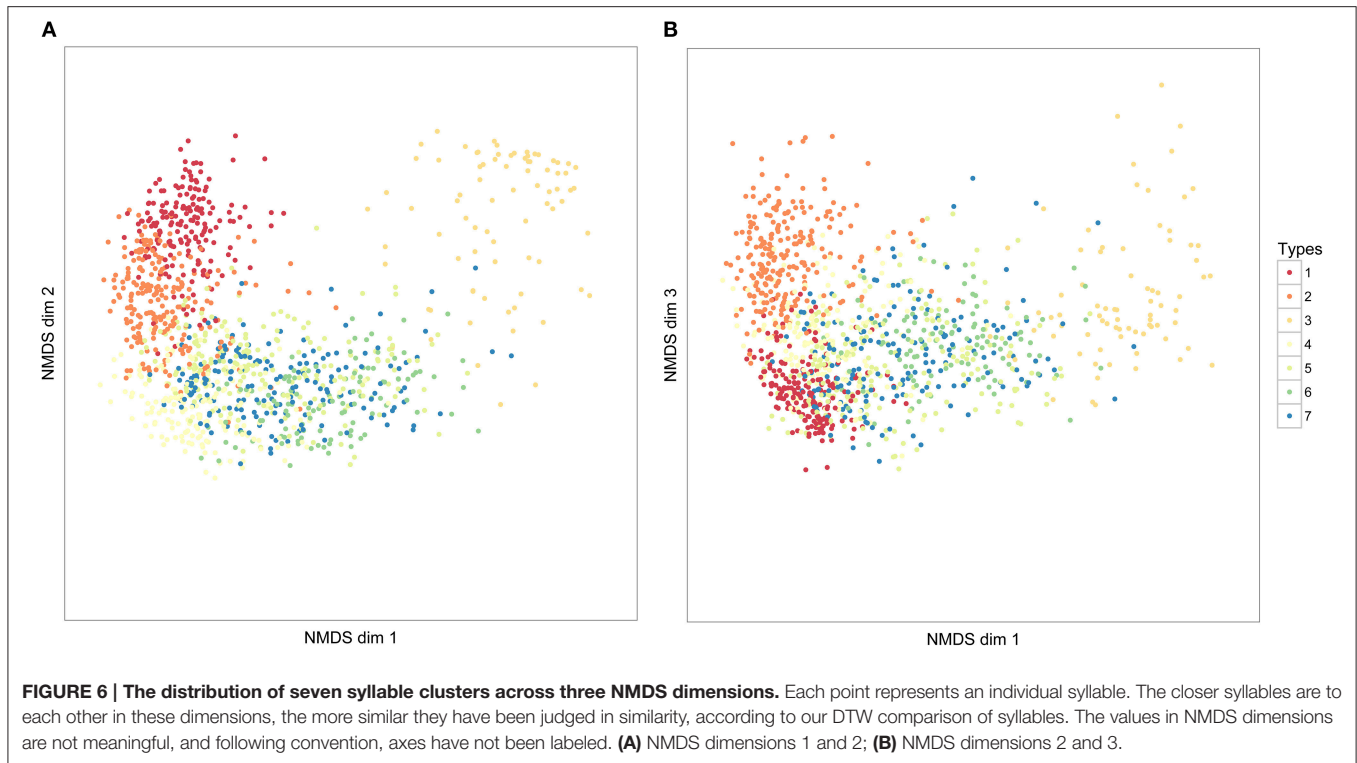 A
B
NMDS dim 2
NMDS dim 3
NMDS dim 1
NMDS dim 1
Types
1
2
3
4
5
6
7
FIGURE 6 | The distribution of seven syllable clusters across three NMDS dimensions. Each point represents an individual syllable. The closer syllables are to
each other in these dimensions, the more similar they have been judged in similarity, according to our DTW comparison of syllables. The values in NMDS dimensions
are not meaningful, and following convention, axes have not been labeled. (A) NMDS dimensions 1 and 2; (B) NMDS dimensions 2 and 3.